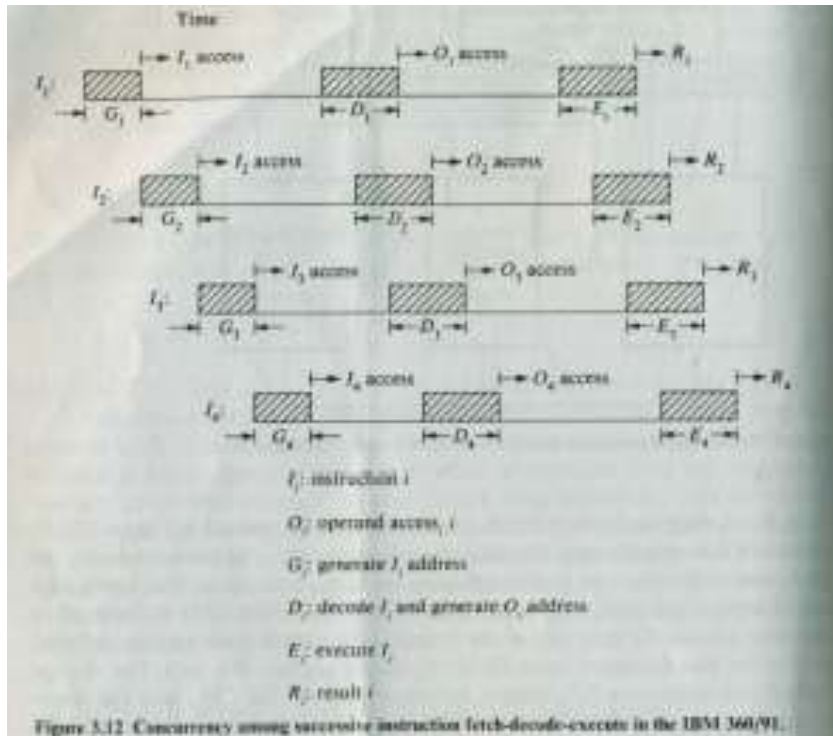 Time
I₁ access
O₁ access
R₁
I₁:
G₁
D₁
E₁
I₂ access
O₂ access
R₂
I₂:
G₂
D₂
E₂
I₃ access
O₃ access
R₃
I₃:
G₃
D₃
E₃
I₄ access
O₄ access
R₄
I₄:
G₄
D₄
E₄
Iᵢ: instruction i
Oᵢ: operand access, i
Gᵢ: generate Iᵢ address
Dᵢ: decode Iᵢ and generate Oᵢ address
Eᵢ: execute Iᵢ
Rᵢ: result i
Figure 3.12 Concurrency among successive instruction fetch-decode-execute in the IBM 360/91.